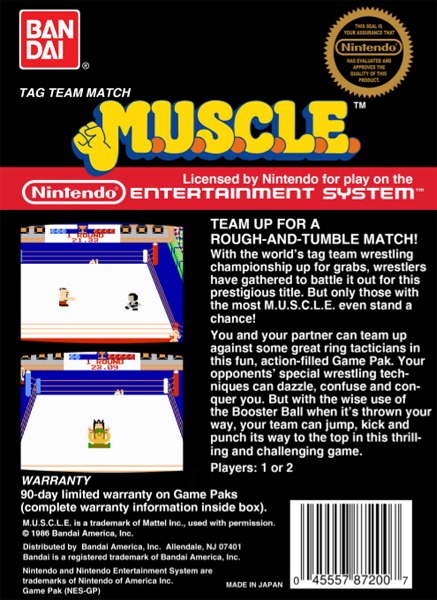 BAN
DAI
®
THIS SEAL IS
YOUR ASSURANCE THAT
Nintendo®
HAS EVALUATED AND
APPROVED THE
QUALITY OF THIS
PRODUCT.
TAG TEAM MATCH
M.U.S.C.L.E.™
Licensed by Nintendo for play on the
Nintendo® ENTERTAINMENT SYSTEM™
1 ROUND
21.33
1 ROUND
23.09
TEAM UP FOR A
ROUGH-AND-TUMBLE MATCH!
With the world's tag team wrestling
championship up for grabs, wrestlers
have gathered to battle it out for this
prestigious title. But only those with
the most M.U.S.C.L.E. even stand a
chance!
You and your partner can team up
against some great ring tacticians in
this fun, action-filled Game Pak. Your
opponents' special wrestling tech-
niques can dazzle, confuse and con-
quer you. But with the wise use of
the Booster Ball when it's thrown your
way, your team can jump, kick and
punch its way to the top in this thrill-
ing and challenging game.
Players: 1 or 2
WARRANTY
90-day limited warranty on Game Paks
(complete warranty information inside box).
M.U.S.C.L.E. is a trademark of Mattel Inc., used with permission.
© 1986 Bandai America, Inc.
Distributed by Bandai America, Inc. Allendale, NJ 07401
Bandai is a registered trademark of Bandai America, Inc.
Nintendo and Nintendo Entertainment System are
trademarks of Nintendo of America Inc.
Game Pak (NES-GP)
MADE IN JAPAN
0 45557 87200 7